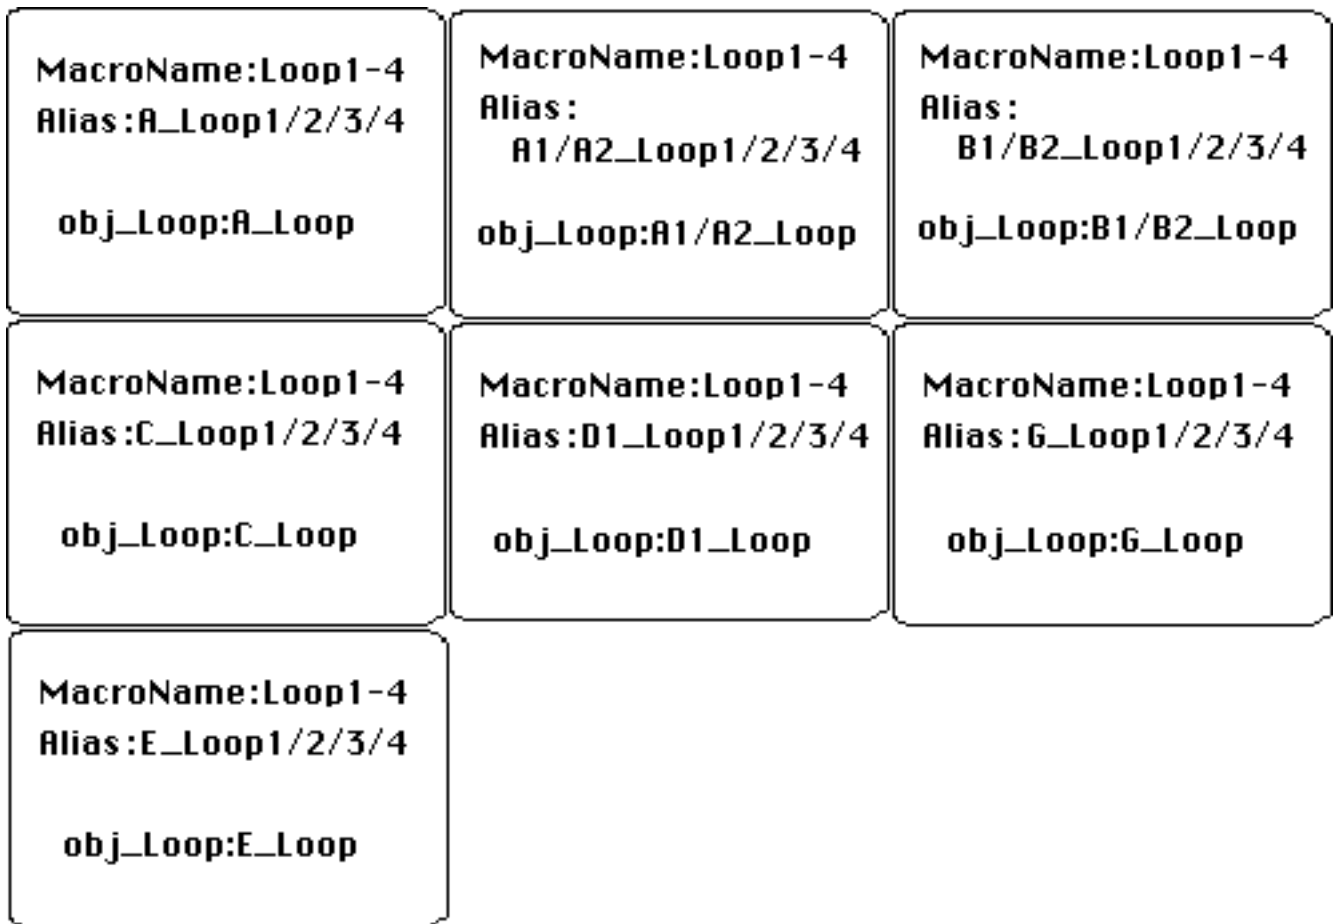 MacroName:Loop1-4
Alias:A_Loop1/2/3/4
obj_Loop:A_Loop
MacroName:Loop1-4
Alias:
A1/A2_Loop1/2/3/4
obj_Loop:A1/A2_Loop
MacroName:Loop1-4
Alias:
B1/B2_Loop1/2/3/4
obj_Loop:B1/B2_Loop
MacroName:Loop1-4
Alias:C_Loop1/2/3/4
obj_Loop:C_Loop
MacroName:Loop1-4
Alias:D1_Loop1/2/3/4
obj_Loop:D1_Loop
MacroName:Loop1-4
Alias:G_Loop1/2/3/4
obj_Loop:G_Loop
MacroName:Loop1-4
Alias:E_Loop1/2/3/4
obj_Loop:E_Loop